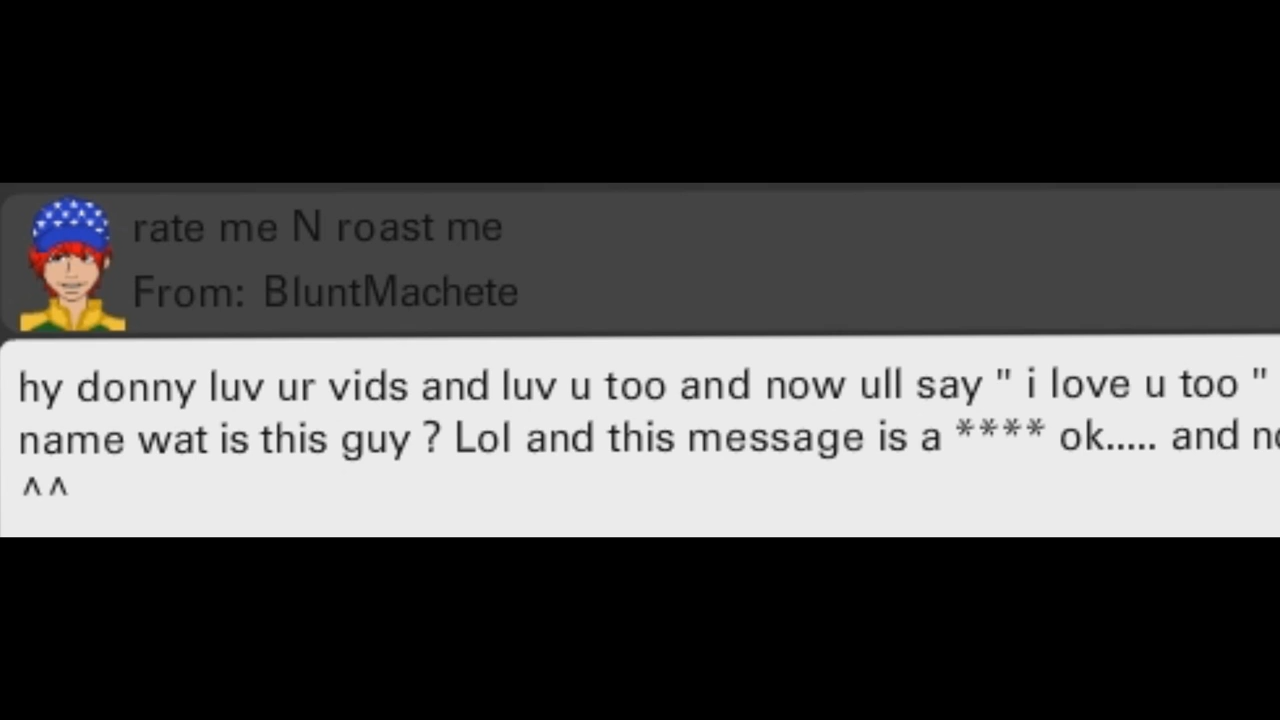 rate me N roast me
From: BluntMachete
hy donny luv ur vids and luv u too and now ull say " i love u too "
name wat is this guy ? Lol and this message is a **** ok..... and
^^